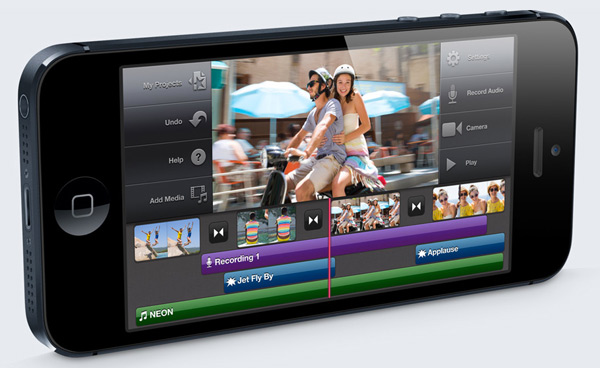 My Projects
Undo
Help
Add Media
Settings
Record Audio
Camera
Play
Recording 1
Jet Fly By
Applause
NEON